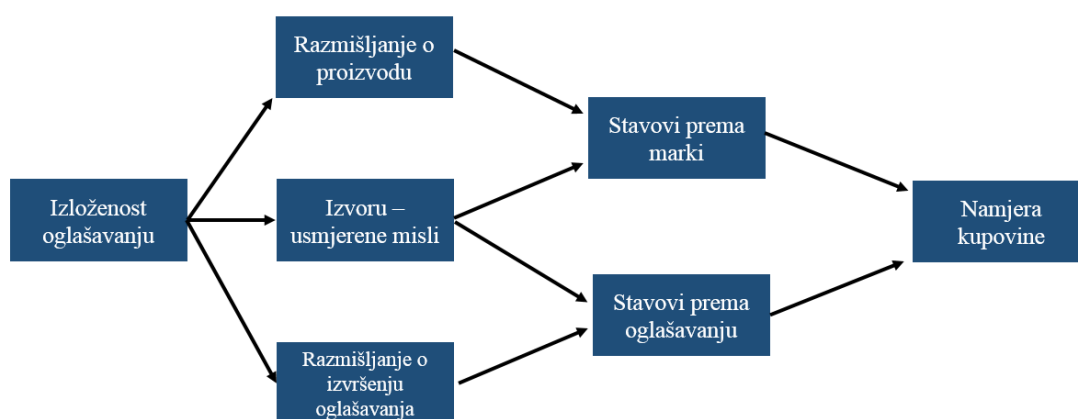 Razmišljanje o
proizvodu
Stavovi prema
marki
Izloženost
oglašavanju
Izvoru –
usmjerene misli
Namjera
kupovine
Stavovi prema
oglašavanju
Razmišljanje o
izvršenju
oglašavanja